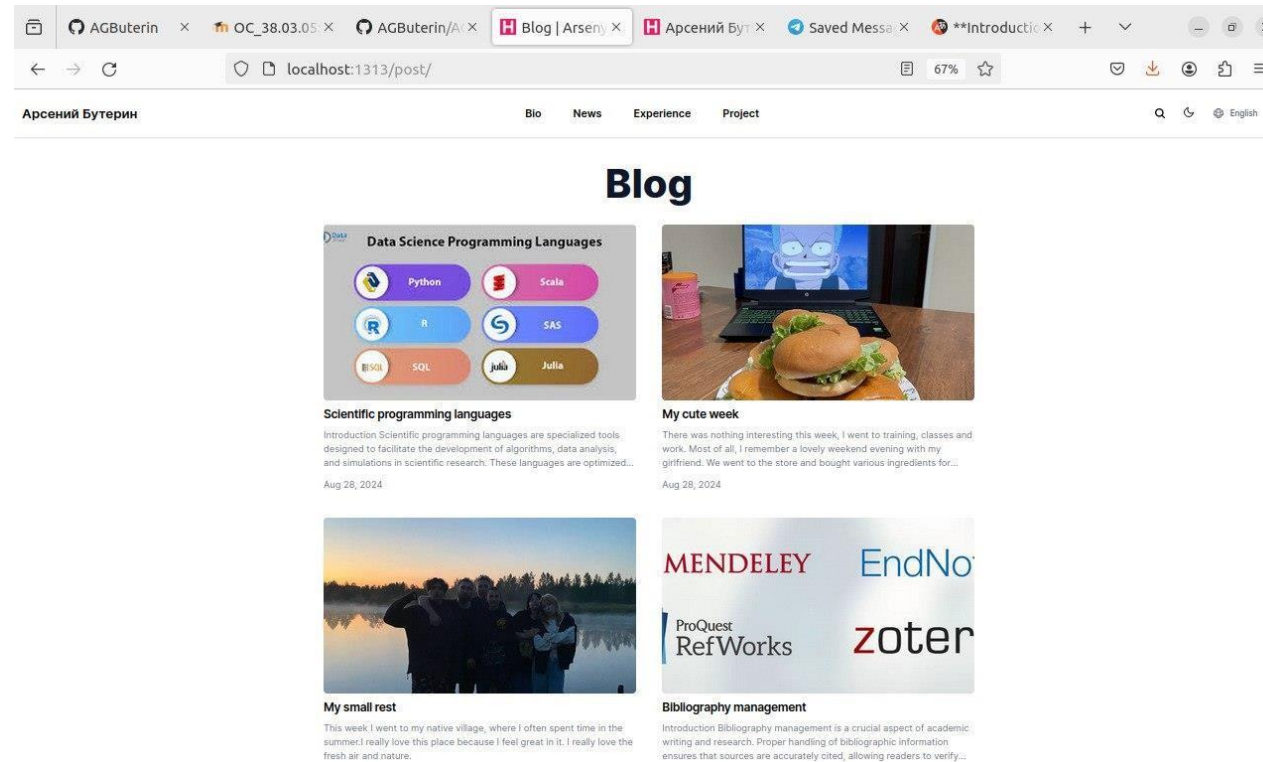 AGButerin
OC_38.03.05
AGButerin/A
Blog | Arseny
Арсений Бут
Saved Messa
**Introductio
localhost:1313/post/
67%
Арсений Бутерин
Bio News Experience Project
English
Blog
Data
Data Science Programming Languages
Python
Scala
R
SAS
SQL
julia
Julia
Scientific programming languages
Introduction Scientific programming languages are specialized tools
designed to facilitate the development of algorithms, data analysis,
and simulations in scientific research. These languages are optimized...
Aug 28, 2024
My cute week
There was nothing interesting this week, I went to training, classes and
work. Most of all, I remember a lovely weekend evening with my
girlfriend. We went to the store and bought various ingredients for...
Aug 28, 2024
My small rest
This week I went to my native village, where I often spent time in the
summer.I really love this place because I feel great in it. I really love the
fresh air and nature.
MENDELEY
EndNo
ProQuest
RefWorks
zoter
Bibliography management
Introduction Bibliography management is a crucial aspect of academic
writing and research. Proper handling of bibliographic information
ensures that sources are accurately cited, allowing readers to verify...